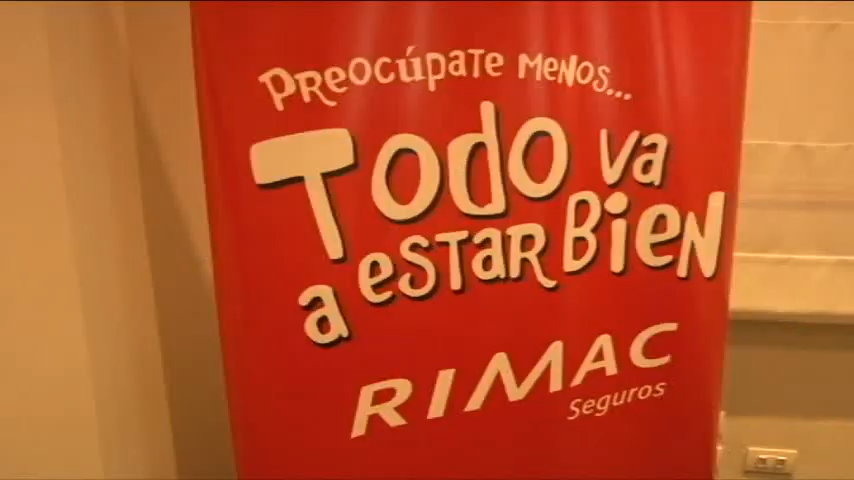 PREOCÚPATE MENOS...
Todo va
a ESTAR BIEN
RIMAC
Seguros